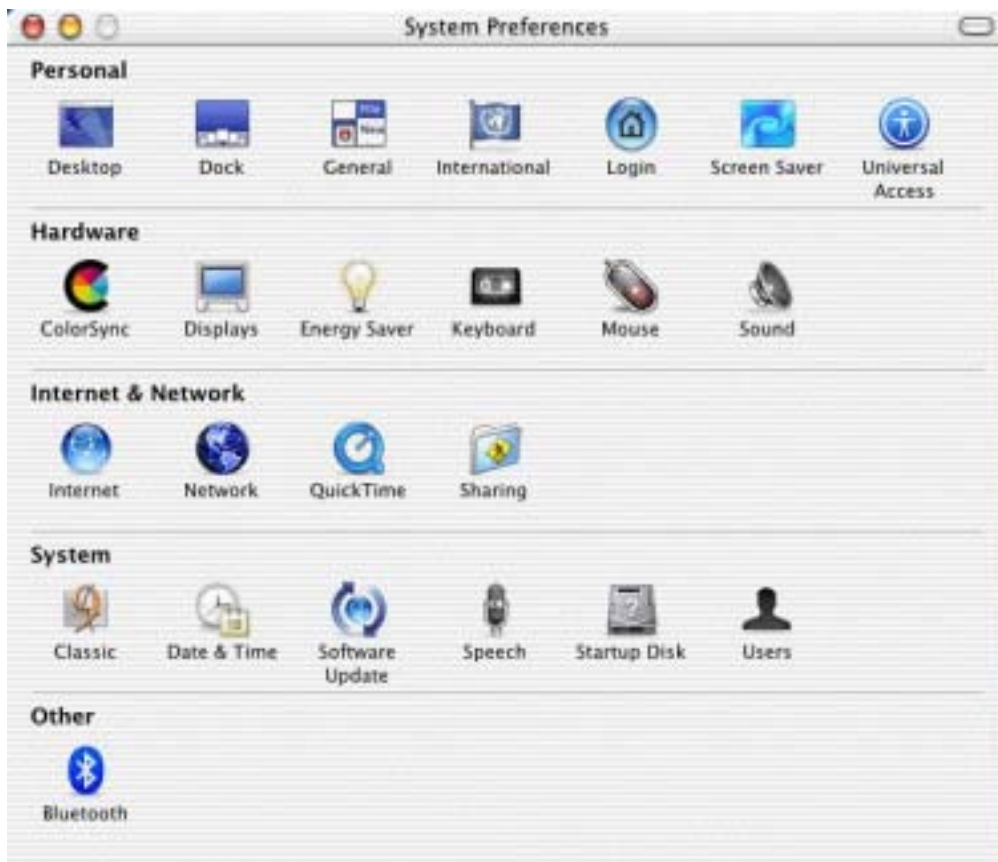 System Preferences
Personal
Desktop Dock General International Login Screen Saver Universal
Access
Hardware
ColorSync Displays Energy Saver Keyboard Mouse Sound
Internet & Network
Internet Network QuickTime Sharing
System
Classic Date & Time Software Speech Startup Disk Users
Update
Other
Bluetooth